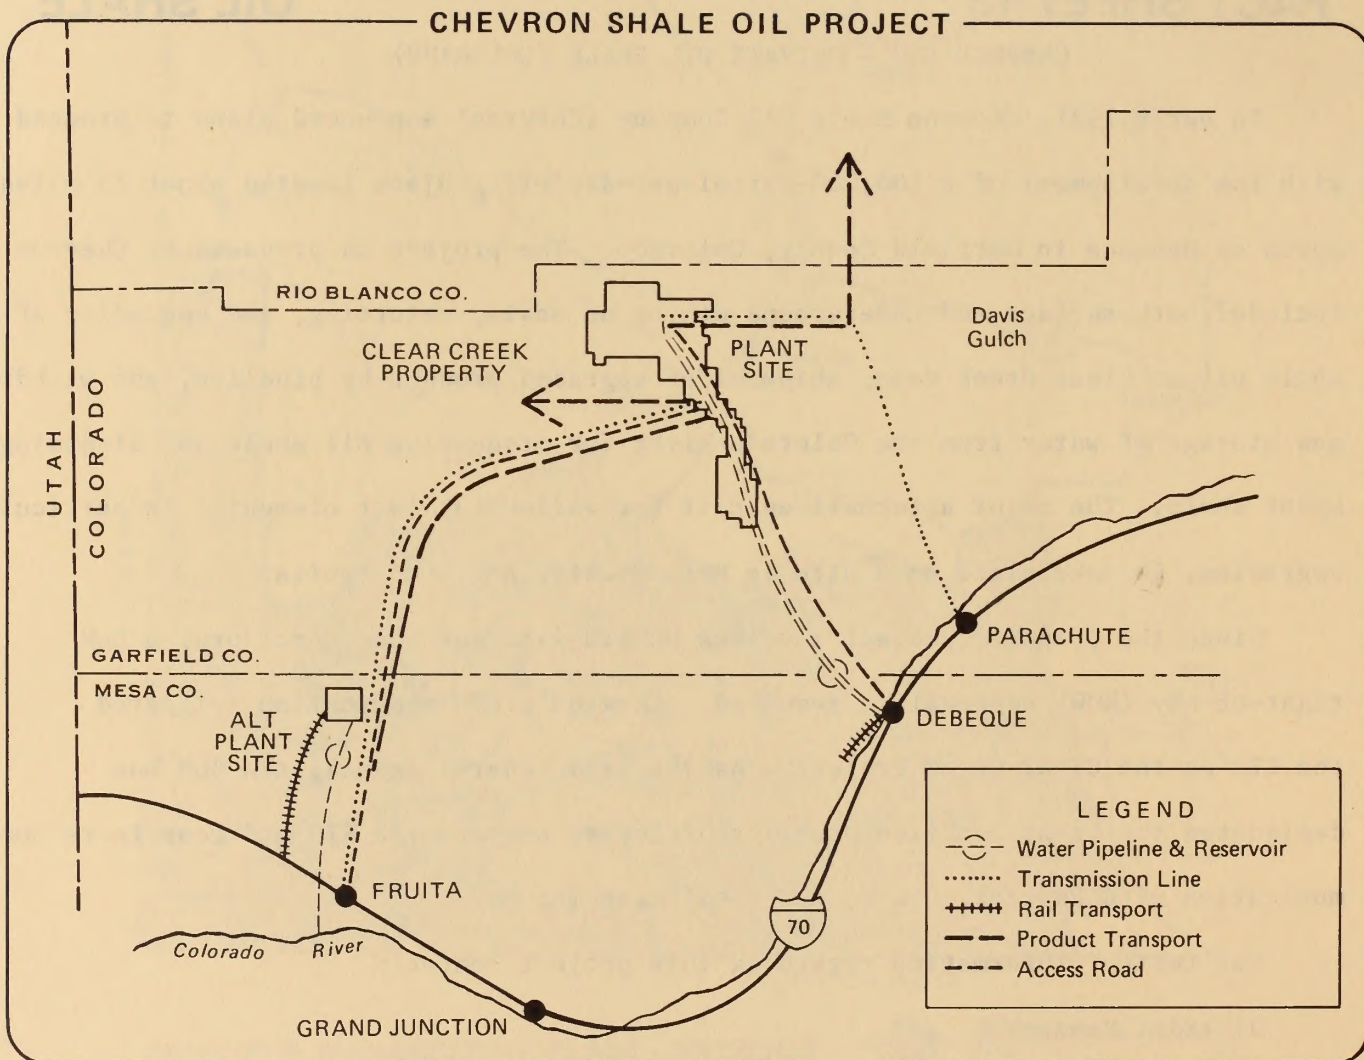 CHEVRON SHALE OIL PROJECT
RIO BLANCO CO.
Davis
Gulch
CLEAR CREEK
PROPERTY
PLANT
SITE
UTAH
COLORADO
PARACHUTE
GARFIELD CO.
MESA CO.
ALT
PLANT
SITE
DEBEQUE
LEGEND
Water Pipeline & Reservoir
Transmission Line
Rail Transport
Product Transport
Access Road
FRUITA
70
Colorado River
GRAND JUNCTION